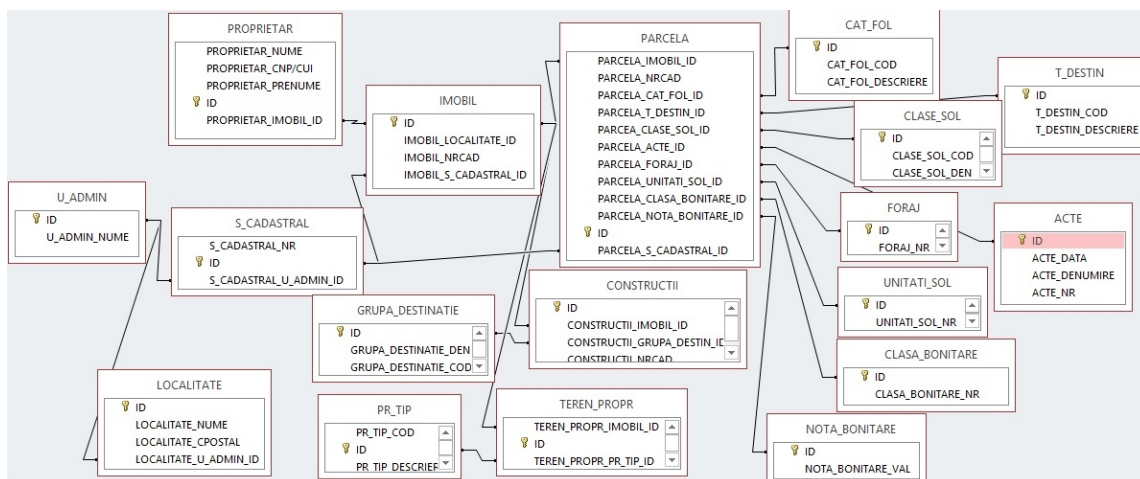 PROPRIETAR
PROPRIETAR_NUME
PROPRIETAR_CNP/CUI
PROPRIETAR_PRENUME
ID
PROPRIETAR_IMOBIL_ID
IMOBIL
ID
IMOBIL_LOCALITATE_ID
IMOBIL_NRCAD
IMOBIL_S_CADASTRAL_ID
PARCELA
PARCELA_IMOBIL_ID
PARCELA_NRCAD
PARCELA_CAT_FOL_ID
PARCELA_T_DESTIN_ID
PARCEA_CLASE_SOL_ID
PARCELA_ACTE_ID
PARCELA_FORAJ_ID
PARCELA_UNITATI_SOL_ID
PARCELA_CLASA_BONITARE_ID
PARCELA_NOTA_BONITARE_ID
ID
PARCELA_S_CADASTRAL_ID
CAT_FOL
ID
CAT_FOL_COD
CAT_FOL_DESCRIERE
T_DESTIN
ID
T_DESTIN_COD
T_DESTIN_DESCRIERE
CLASE_SOL
ID
CLASE_SOL_COD
CLASE_SOL_DEN
U_ADMIN
ID
U_ADMIN_NUME
S_CADASTRAL
S_CADASTRAL_NR
ID
S_CADASTRAL_U_ADMIN_ID
FORAJ
ID
FORAJ_NR
ACTE
ID
ACTE_DATA
ACTE_DENUMIRE
ACTE_NR
UNITATI_SOL
ID
UNITATI_SOL_NR
GRUPA_DESTINATIE
ID
GRUPA_DESTINATIE_DEN
GRUPA_DESTINATIE_COD
CONSTRUCTII
ID
CONSTRUCTII_IMOBIL_ID
CONSTRUCTII_GRUPA_DESTIN_ID
CONSTRUCTII_NRCAD
CLASA_BONITARE
ID
CLASA_BONITARE_NR
LOCALITATE
ID
LOCALITATE_NUME
LOCALITATE_CPOSTAL
LOCALITATE_U_ADMIN_ID
PR_TIP
PR_TIP_COD
ID
PR_TIP_DESCRIER
TEREN_PROPR
TEREN_PROPR_IMOBIL_ID
ID
TEREN_PROPR_PR_TIP_ID
NOTA_BONITARE
ID
NOTA_BONITARE_VAL